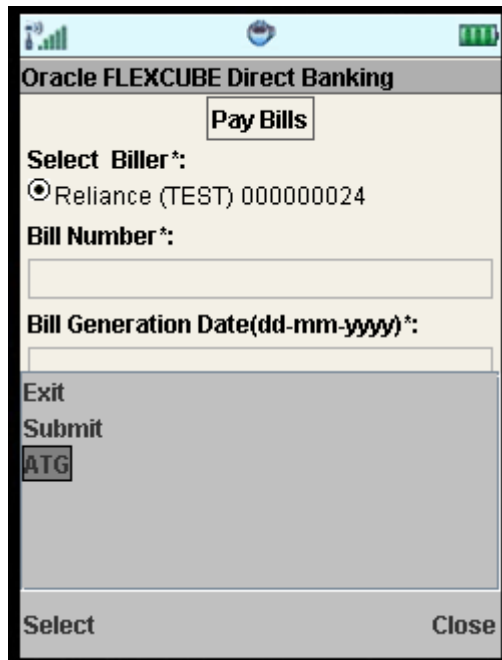 Oracle FLEXCUBE Direct Banking
Pay Bills
Select Biller*:
Reliance (TEST) 000000024
Bill Number*:
Bill Generation Date(dd-mm-yyyy)*:
Exit
Submit
ATG
Select Close